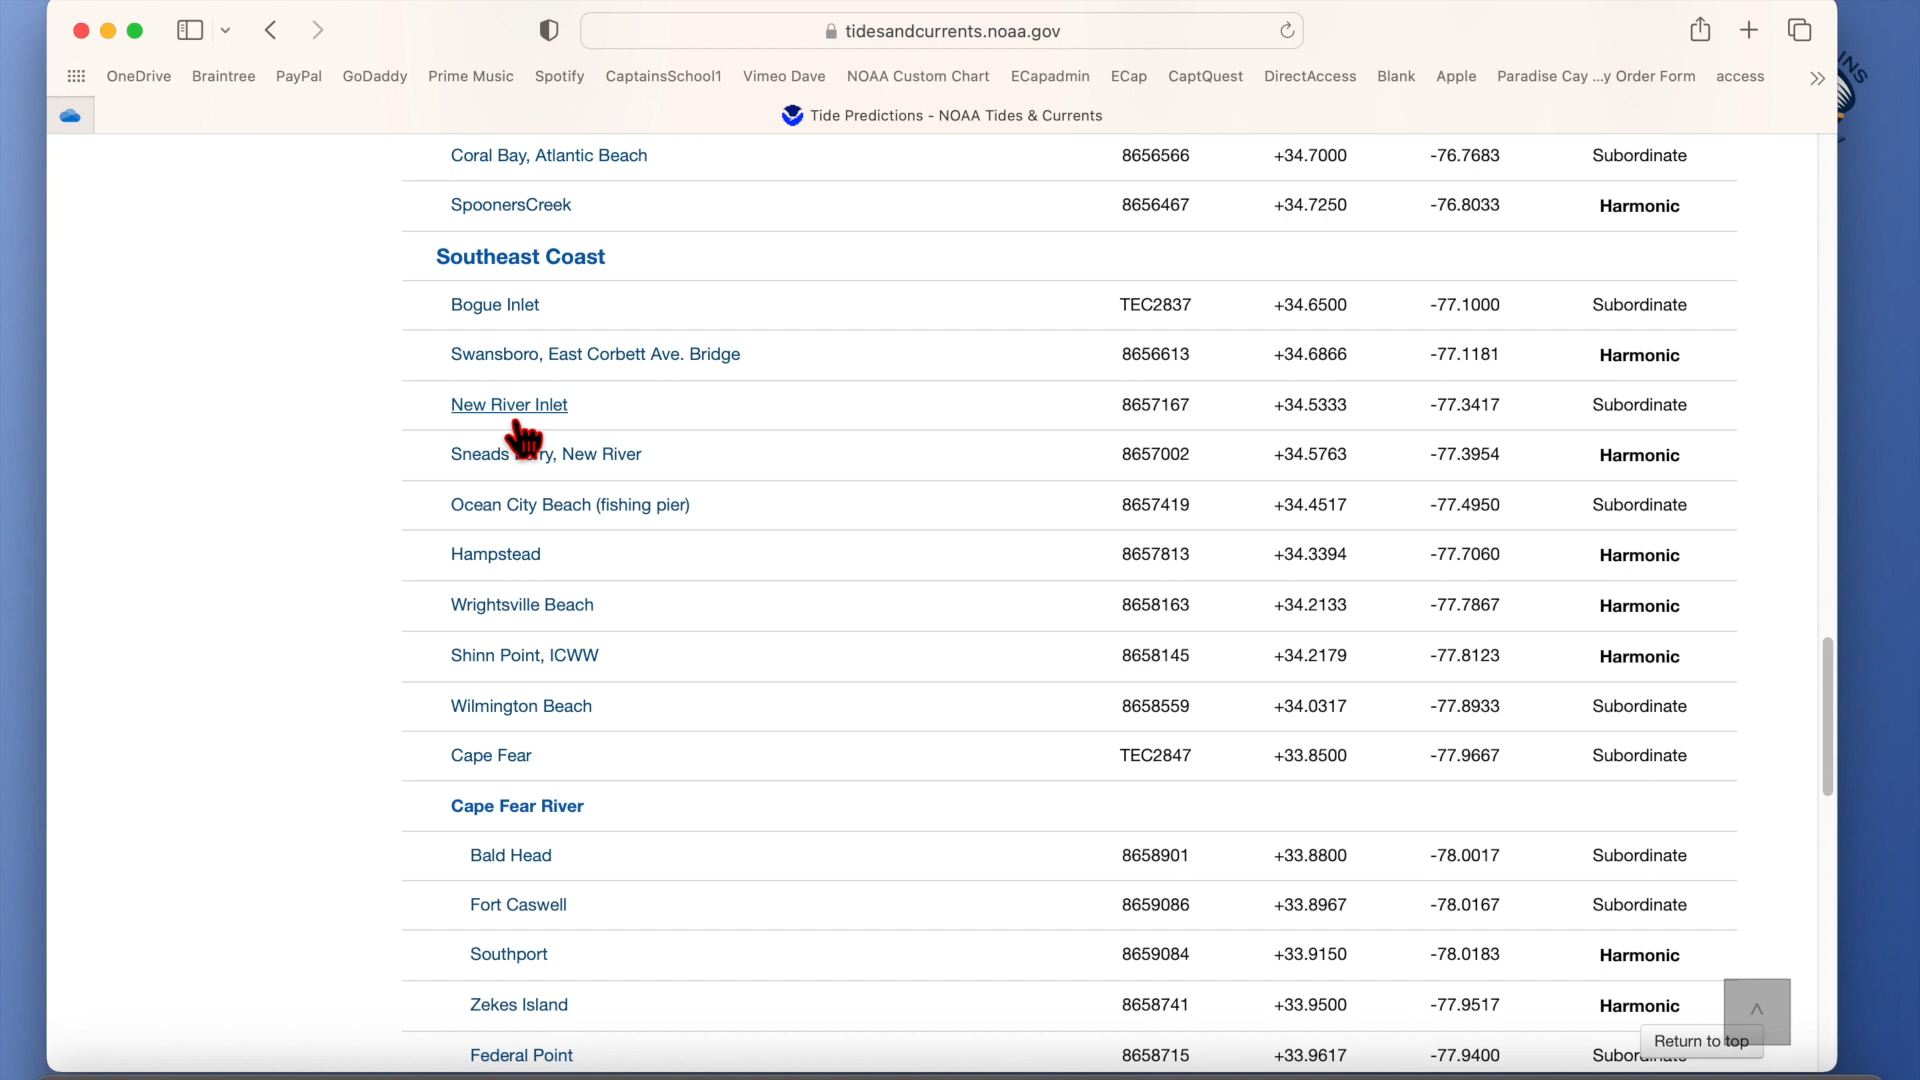 tidesandcurrents.noaa.gov
OneDrive Braintree PayPal GoDaddy Prime Music Spotify CaptainsSchool1 Vimeo Dave NOAA Custom Chart ECapadmin ECap CaptQuest DirectAccess Blank Apple Paradise Cay ...y Order Form access
Tide Predictions - NOAA Tides & Currents
Coral Bay, Atlantic Beach 8656566 +34.7000 -76.7683 Subordinate
SpoonersCreek 8656467 +34.7250 -76.8033 Harmonic
Southeast Coast
Bogue Inlet TEC2837 +34.6500 -77.1000 Subordinate
Swansboro, East Corbett Ave. Bridge 8656613 +34.6866 -77.1181 Harmonic
New River Inlet 8657167 +34.5333 -77.3417 Subordinate
Sneads ry, New River 8657002 +34.5763 -77.3954 Harmonic
Ocean City Beach (fishing pier) 8657419 +34.4517 -77.4950 Subordinate
Hampstead 8657813 +34.3394 -77.7060 Harmonic
Wrightsville Beach 8658163 +34.2133 -77.7867 Harmonic
Shinn Point, ICWW 8658145 +34.2179 -77.8123 Harmonic
Wilmington Beach 8658559 +34.0317 -77.8933 Subordinate
Cape Fear TEC2847 +33.8500 -77.9667 Subordinate
Cape Fear River
Bald Head 8658901 +33.8800 -78.0017 Subordinate
Fort Caswell 8659086 +33.8967 -78.0167 Subordinate
Southport 8659084 +33.9150 -78.0183 Harmonic
Zekes Island 8658741 +33.9500 -77.9517 Harmonic
Return to top
Federal Point 8658715 +33.9617 -77.9400